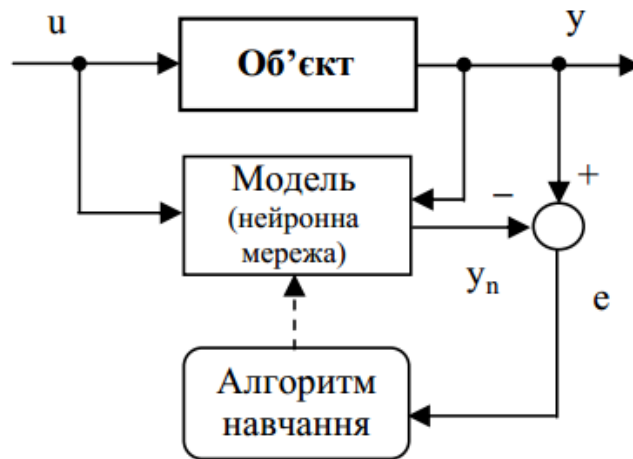 u
y
Об’єкт
Модель
(нейронна
мережа)
−
+
yn
e
Алгоритм
навчання